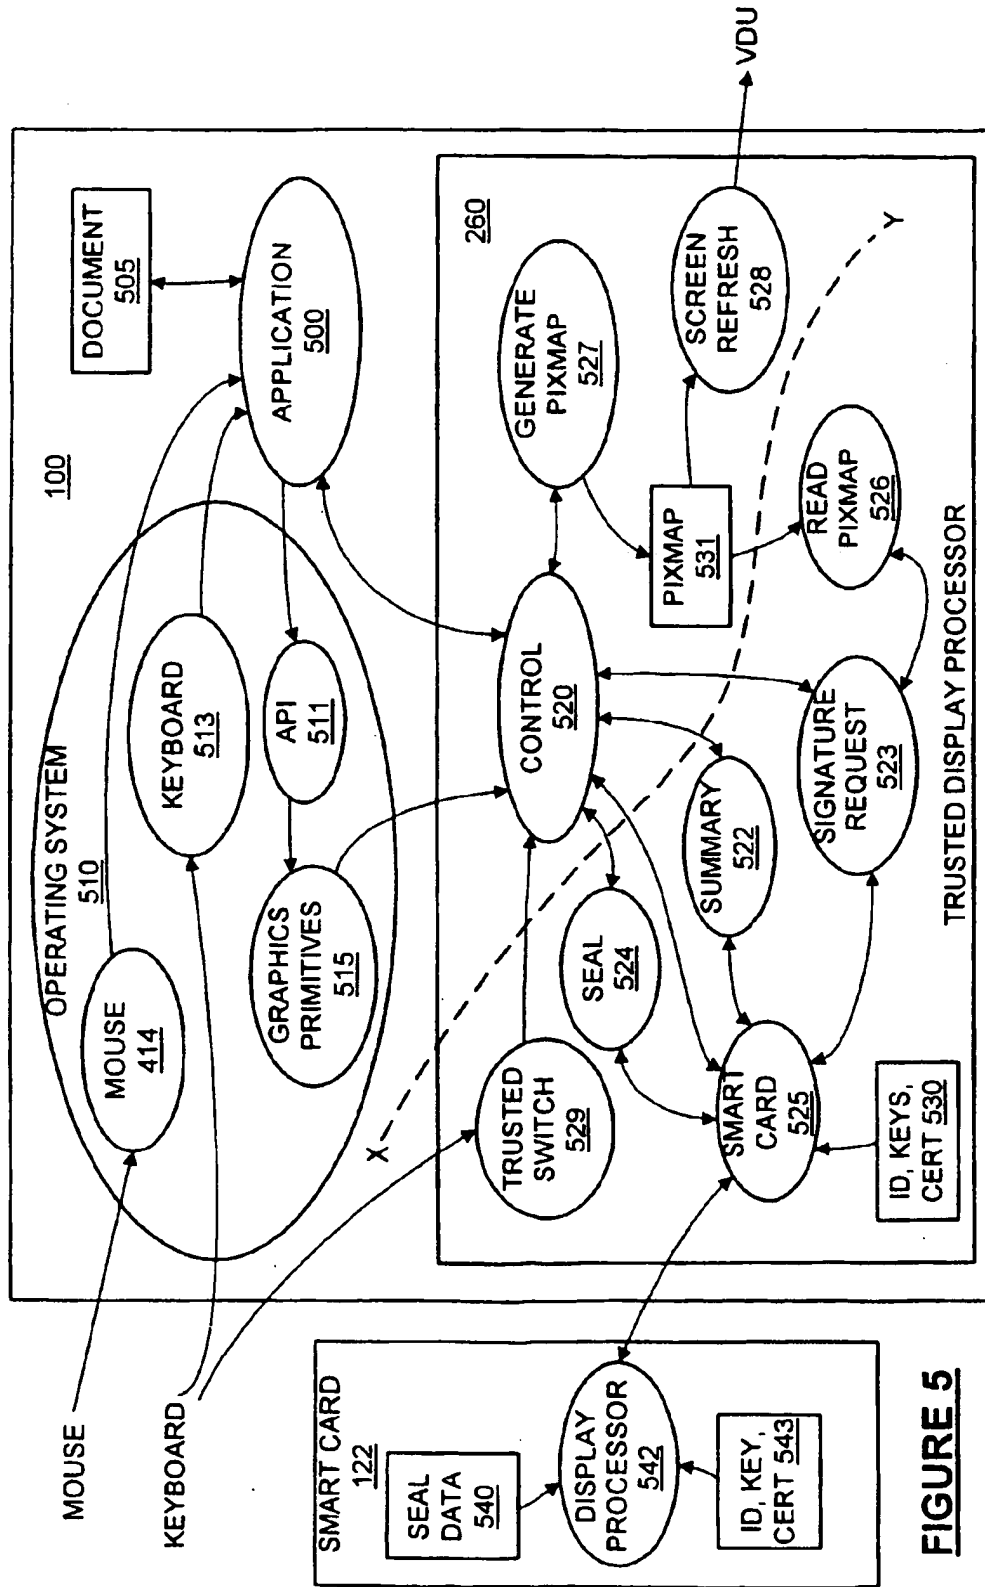 MOUSE
KEYBOARD
100
OPERATING SYSTEM
510
MOUSE
414
KEYBOARD
513
API
511
GRAPHICS
PRIMITIVES
515
DOCUMENT
505
APPLICATION
500
X
260
TRUSTED
SWITCH
529
CONTROL
520
GENERATE
PIXMAP
527
SEAL
524
PIXMAP
531
SCREEN
REFRESH
528
VDU
SMART
CARD
525
SUMMARY
522
SIGNATURE
REQUEST
523
READ
PIXMAP
526
Y
ID, KEYS,
CERT 530
TRUSTED DISPLAY PROCESSOR
SMART CARD
122
SEAL
DATA
540
DISPLAY
PROCESSOR
542
ID, KEY,
CERT 543
FIGURE 5